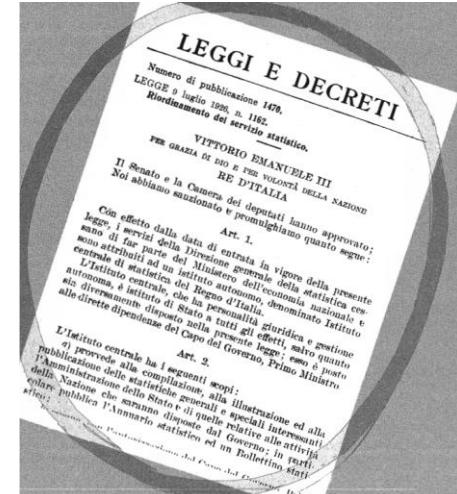 LEGGI E DECRETI
Numero di pubblicazione 1470.
LEGGE 9 luglio 1926, n. 1162.
Riordinamento del servizio statistico.
VITTORIO EMANUELE III
PER GRAZIA DI DIO E PER VOLONTÀ DELLA NAZIONE
RE D'ITALIA
Il Senato e la Camera dei deputati hanno approvato;
Noi abbiamo sanzionato e promulghiamo quanto segue:
Art. 1.
Con effetto dalla data di entrata in vigore della presente
legge, i servizi della Direzione generale della statistica ces-
sano di far parte del Ministero dell'economia nazionale e
sono attribuiti ad un istituto autonomo, denominato Istituto
centrale di statistica del Regno d'Italia.
L'Istituto centrale, che ha personalità giuridica e gestione
autonoma, è istituto di Stato a tutti gli effetti, salvo quanto
sia diversamente disposto nella presente legge; esso è posto
alle dirette dipendenze del Capo del Governo, Primo Ministro
Art. 2.
L'Istituto centrale ha i seguenti scopi:
a) provvede alla compilazione, alla illustrazione ed alla
pubblicazione delle statistiche generali e speciali interessanti
l'Amministrazione dello Stato e di quelle relative alle attività
della Nazione che saranno disposte dal Governo; in parti-
colare pubblica l'Annuario statistico ed un Bollettino stati-
stico;